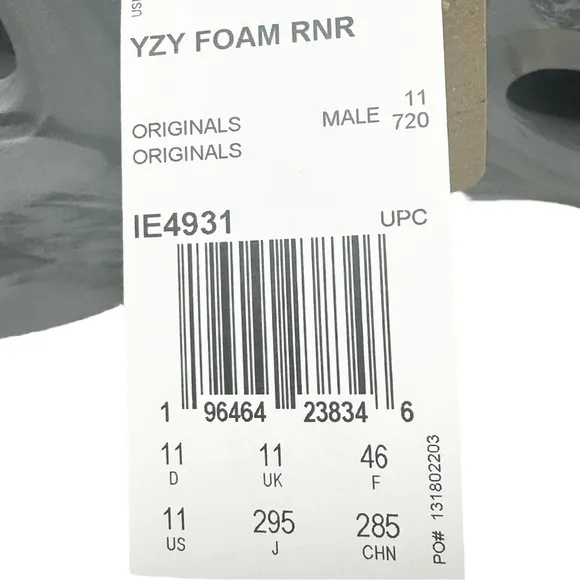 US
YZY FOAM RNR
ORIGINALS MALE 11
ORIGINALS 720
IE4931 UPC
1 96464 23834 6
11 11 46
D UK F
11 295 285
US J CHN
PO# 131802203